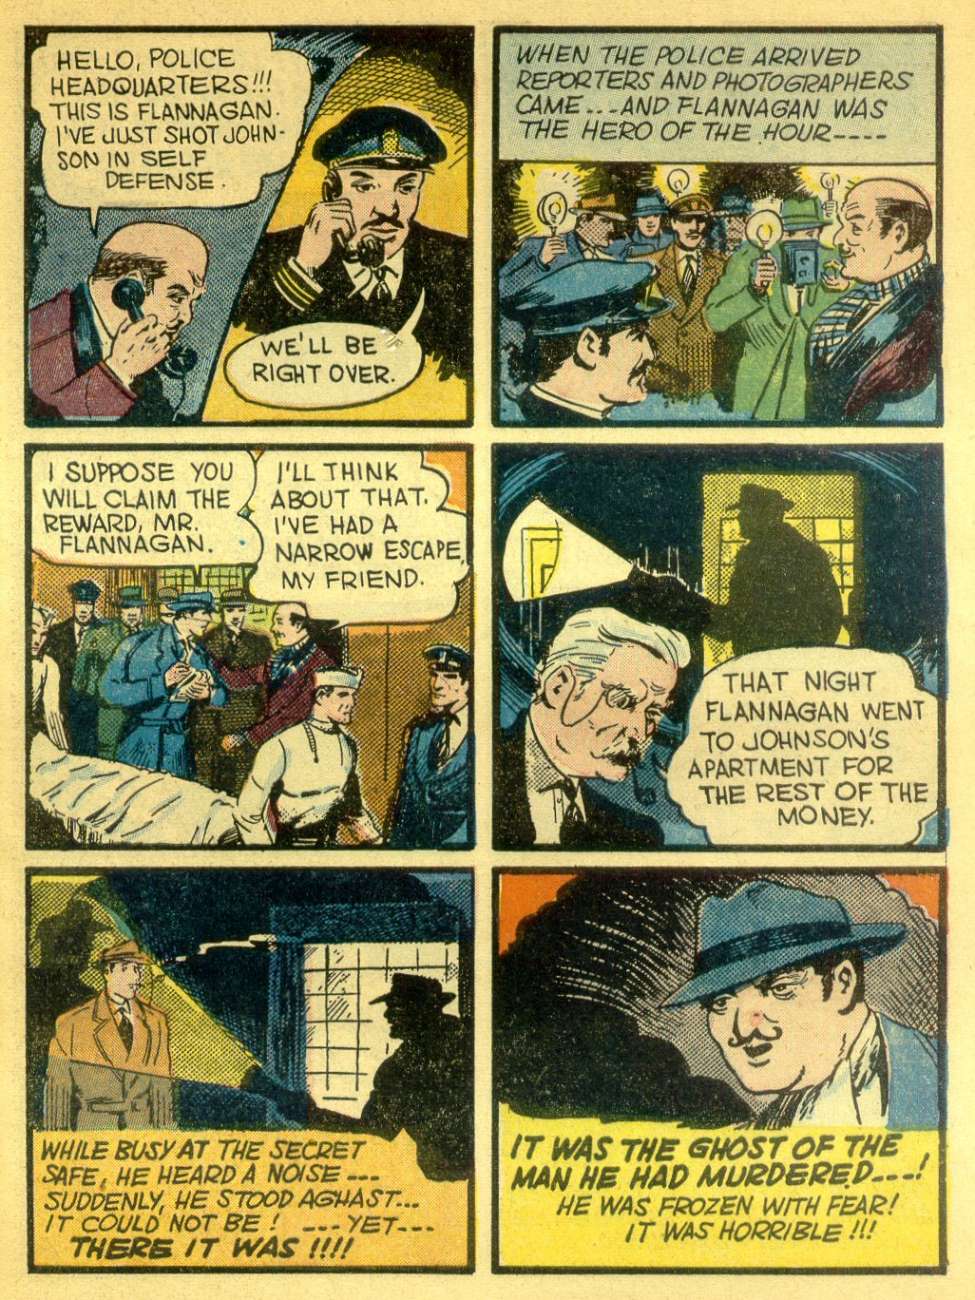 HELLO, POLICE
HEADQUARTERS!!!
THIS IS FLANNAGAN.
I'VE JUST SHOT JOHN-
SON IN SELF
DEFENSE.
WE'LL BE
RIGHT OVER.
WHEN THE POLICE ARRIVED
REPORTERS AND PHOTOGRAPHERS
CAME...AND FLANNAGAN WAS
THE HERO OF THE HOUR----
I SUPPOSE YOU
WILL CLAIM THE
REWARD, MR.
FLANNAGAN.
I'LL THINK
ABOUT THAT.
I'VE HAD A
NARROW ESCAPE,
MY FRIEND.
THAT NIGHT
FLANNAGAN WENT
TO JOHNSON'S
APARTMENT FOR
THE REST OF THE
MONEY.
WHILE BUSY AT THE SECRET
SAFE, HE HEARD A NOISE---
SUDDENLY, HE STOOD AGHAST...
IT COULD NOT BE! ---YET---
THERE IT WAS!!!!
IT WAS THE GHOST OF THE
MAN HE HAD MURDERED---!
HE WAS FROZEN WITH FEAR!
IT WAS HORRIBLE!!!